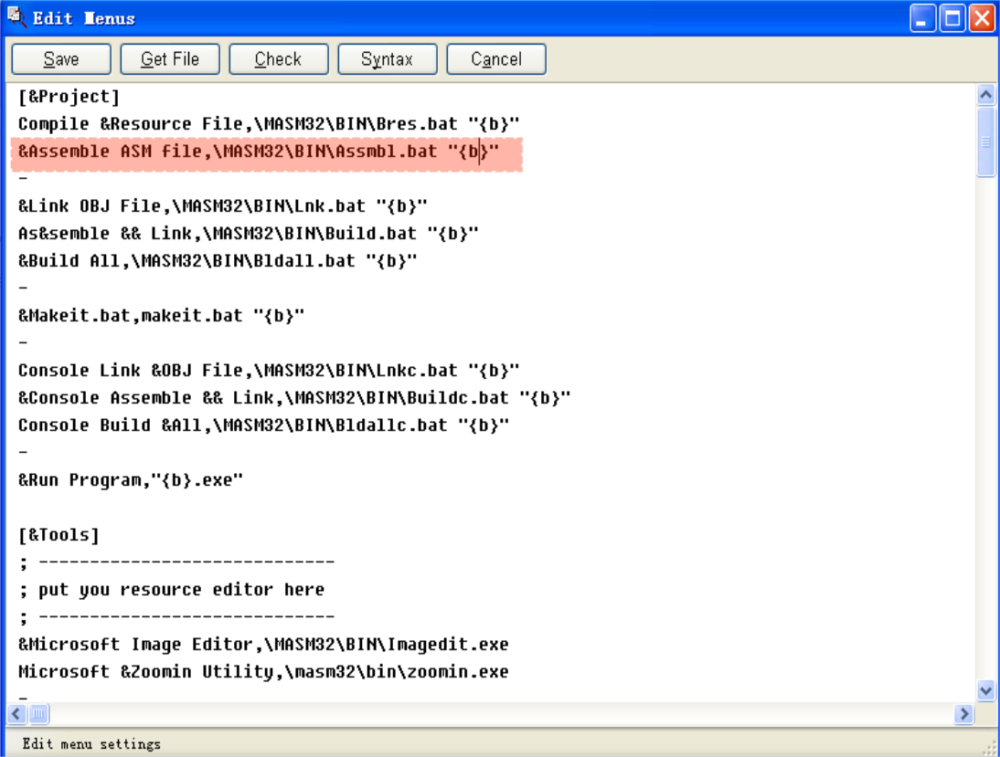 Edit Menus
Save Get File Check Syntax Cancel
[&Project]
Compile &Resource File,\MASM32\BIN\Bres.bat "{b}"
&Assemble ASM file,\MASM32\BIN\Assmbl.bat "{b}"
-
&Link OBJ File,\MASM32\BIN\Lnk.bat "{b}"
As&semble && Link,\MASM32\BIN\Build.bat "{b}"
&Build All,\MASM32\BIN\Bldall.bat "{b}"
-
&Makeit.bat,makeit.bat "{b}"
-
Console Link &OBJ File,\MASM32\BIN\Lnkc.bat "{b}"
&Console Assemble && Link,\MASM32\BIN\Buildc.bat "{b}"
Console Build &All,\MASM32\BIN\Bldallc.bat "{b}"
-
&Run Program,"{b}.exe"
[&Tools]
; -----------------------------
; put you resource editor here
; -----------------------------
&Microsoft Image Editor,\MASM32\BIN\Imagedit.exe
Microsoft &Zoomin Utility,\masm32\bin\zoomin.exe
-
Edit menu settings